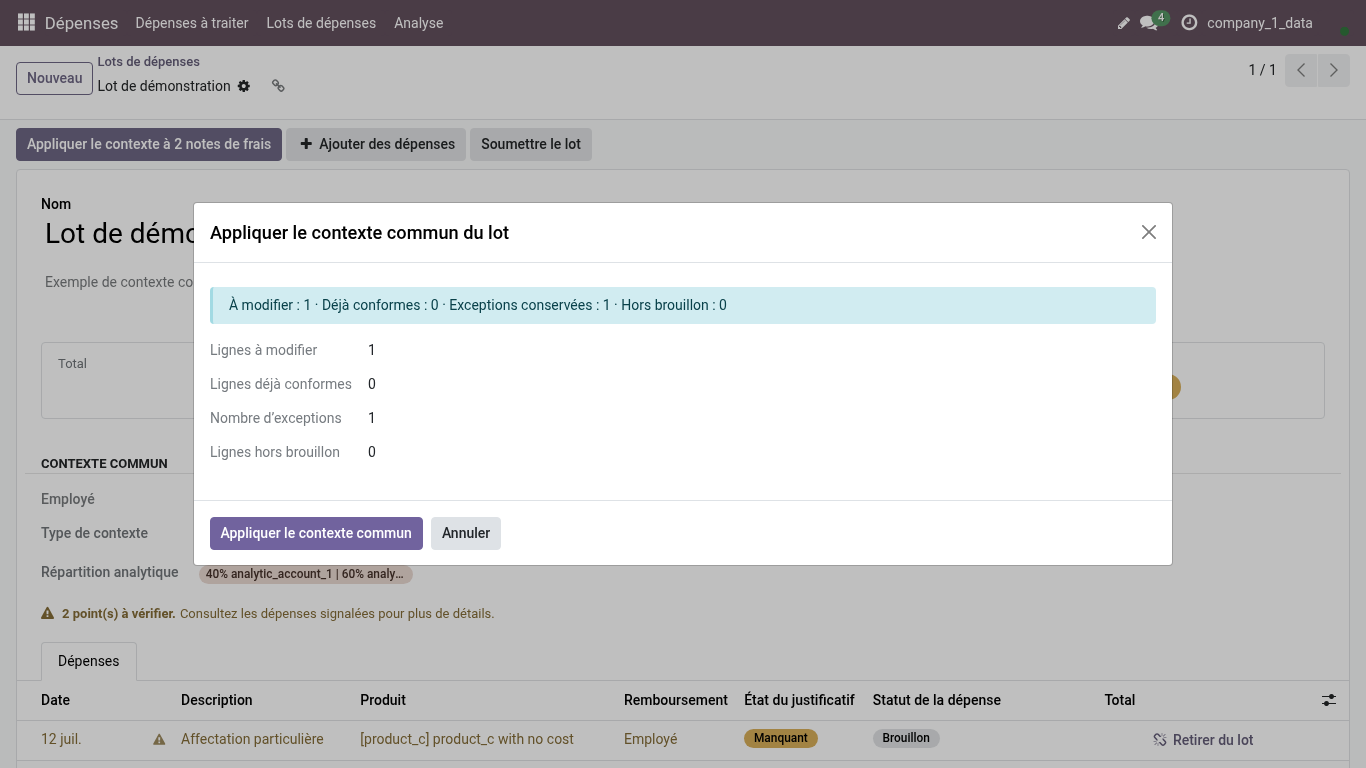 Dépenses Dépenses à traiter Lots de dépenses Analyse 4 company_1_data
Nouveau
Lots de dépenses
Lot de démonstration
1 / 1
Appliquer le contexte à 2 notes de frais Ajouter des dépenses Soumettre le lot
Nom
Lot de démo
Exemple de contexte co
Total
Appliquer le contexte commun du lot
À modifier : 1 · Déjà conformes : 0 · Exceptions conservées : 1 · Hors brouillon : 0
Lignes à modifier 1
Lignes déjà conformes 0
Nombre d’exceptions 1
Lignes hors brouillon 0
Appliquer le contexte commun Annuler
CONTEXTE COMMUN
Employé
Type de contexte
Répartition analytique 40% analytic_account_1 | 60% analy...
2 point(s) à vérifier. Consultez les dépenses signalées pour plus de détails.
Dépenses
Date Description Produit Remboursement État du justificatif Statut de la dépense Total
12 juil. Affectation particulière [product_c] product_c with no cost Employé Manquant Brouillon Retirer du lot